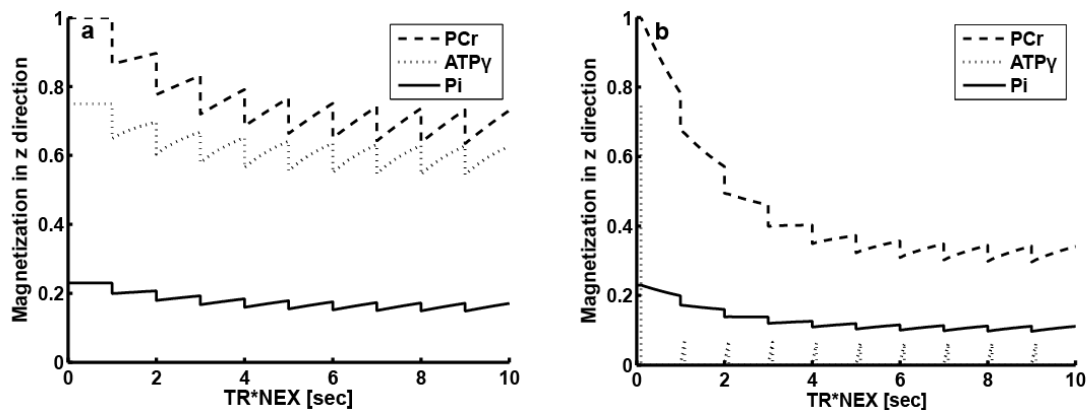 a
PCr
ATPγ
Pi
Magnetization in z direction
1
0.8
0.6
0.4
0.2
0
0 2 4 6 8 10
TR*NEX [sec]
b
PCr
ATPγ
Pi
Magnetization in z direction
1
0.8
0.6
0.4
0.2
0
0 2 4 6 8 10
TR*NEX [sec]